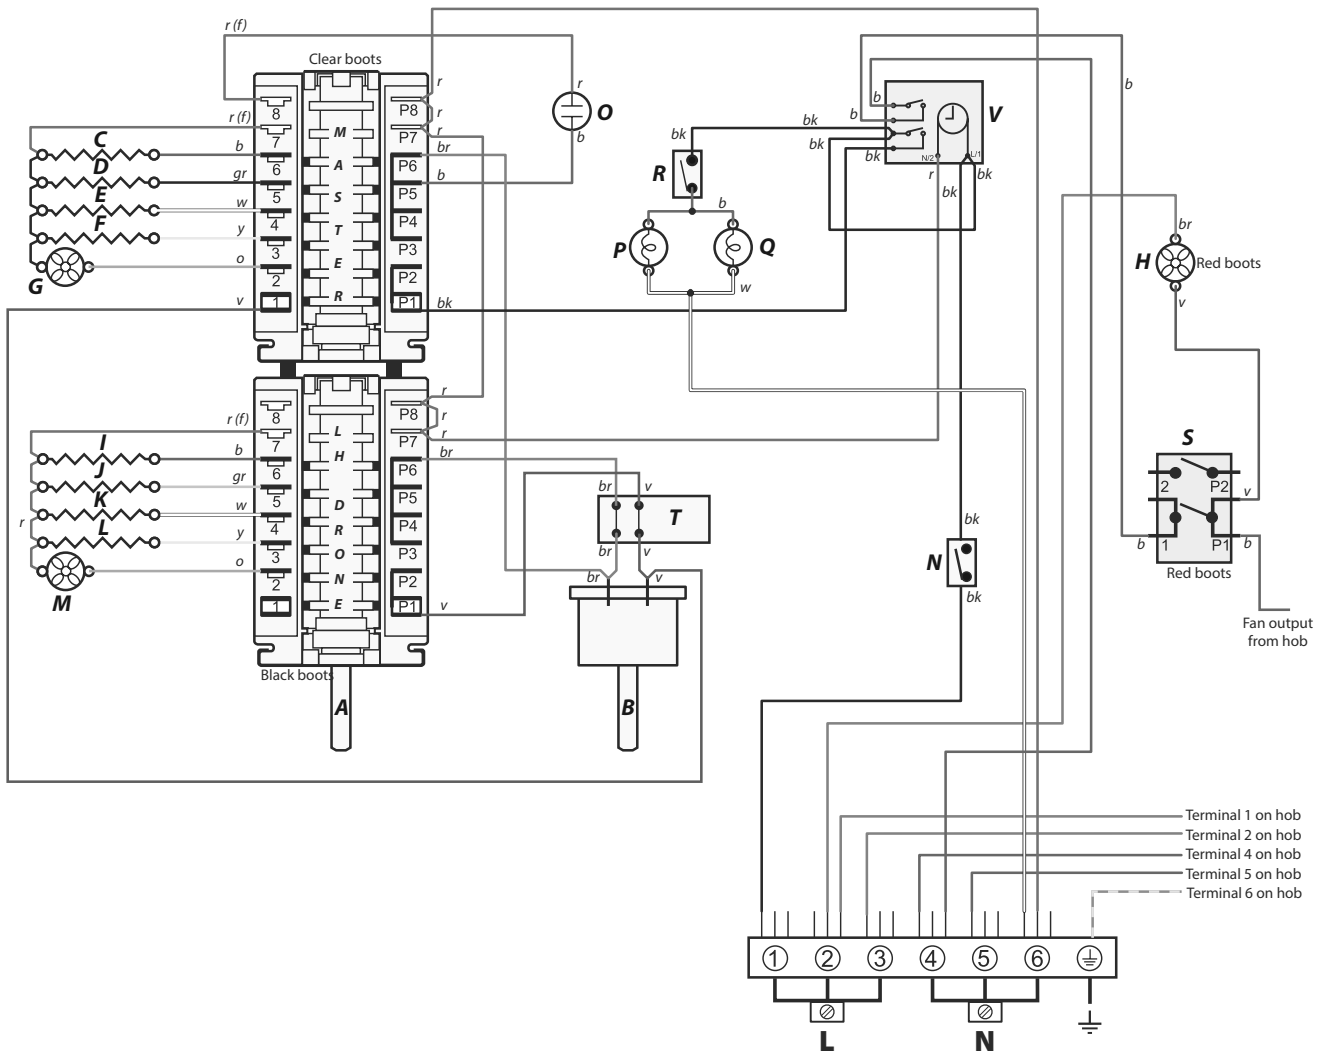 r (f)
Clear boots
r
b
8
P8
r
O
V
b
b
r (f)
7
M
P7
r
bk
bk
b
C
b
6
A
P6
br
bk
bk
D
gr
5
S
P5
b
R
N/2
L/1
r
bk
bk
E
w
4
T
P4
b
br
F
y
3
E
P3
P
Q
H
Red boots
G
o
2
R
P2
w
v
v
1
P1
bk
8
L
P8
r
r
r (f)
7
H
P7
r
I
b
6
D
P6
br
S
J
gr
5
R
P5
br
v
2
P2
v
K
w
4
O
P4
T
bk
r
L
y
3
N
P3
br
v
b
1
P1
b
o
2
E
P2
br
v
N
Red boots
M
1
P1
v
bk
Fan output
from hob
Black boots
A
B
Terminal 1 on hob
Terminal 2 on hob
Terminal 4 on hob
Terminal 5 on hob
Terminal 6 on hob
1
2
3
4
5
6
L
N